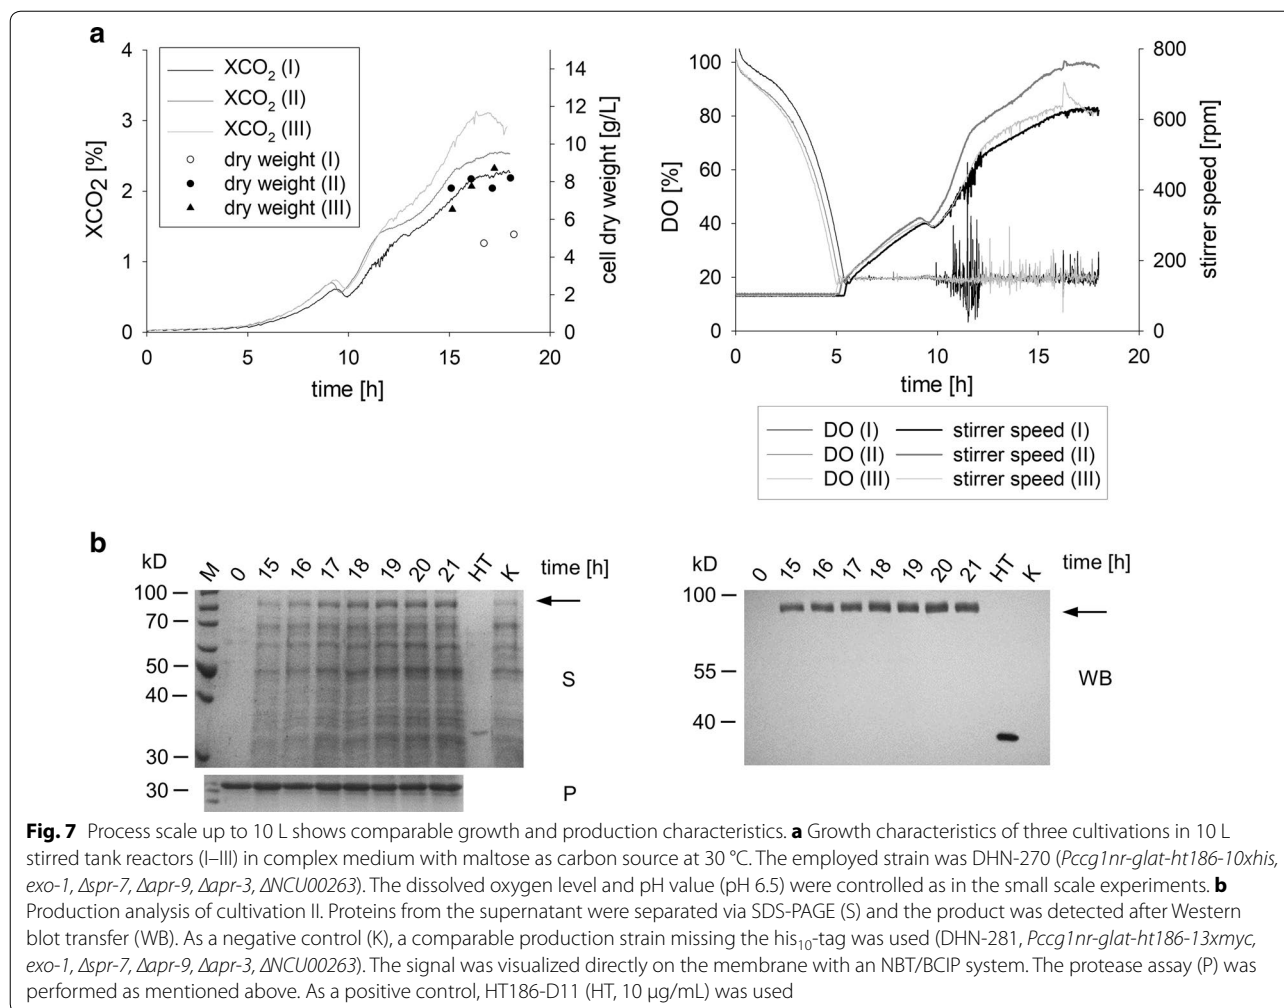 a
4
3
2
1
0
XCO2 [%]
XCO2 (I)
XCO2 (II)
XCO2 (III)
dry weight (I)
dry weight (II)
dry weight (III)
14
12
10
8
6
4
2
0
cell dry weight [g/L]
0 5 10 15 20
time [h]
100
80
60
40
20
0
DO [%]
800
600
400
200
0
stirrer speed [rpm]
0 5 10 15 20
time [h]
DO (I) stirrer speed (I)
DO (II) stirrer speed (II)
DO (III) stirrer speed (III)
b
kD M 0 15 16 17 18 19 20 21 HT K time [h]
100
70
50
40
30
S
30
P
kD 0 15 16 17 18 19 20 21 HT K time [h]
100
55
40
WB
Fig. 7 Process scale up to 10 L shows comparable growth and production characteristics. a Growth characteristics of three cultivations in 10 L
stirred tank reactors (I–III) in complex medium with maltose as carbon source at 30 °C. The employed strain was DHN-270 (Pccg1nr-glat-ht186-10xhis,
exo-1, Δspr-7, Δapr-9, Δapr-3, ΔNCU00263). The dissolved oxygen level and pH value (pH 6.5) were controlled as in the small scale experiments. b
Production analysis of cultivation II. Proteins from the supernatant were separated via SDS-PAGE (S) and the product was detected after Western
blot transfer (WB). As a negative control (K), a comparable production strain missing the his10-tag was used (DHN-281, Pccg1nr-glat-ht186-13xmyc,
exo-1, Δspr-7, Δapr-9, Δapr-3, ΔNCU00263). The signal was visualized directly on the membrane with an NBT/BCIP system. The protease assay (P) was
performed as mentioned above. As a positive control, HT186-D11 (HT, 10 µg/mL) was used